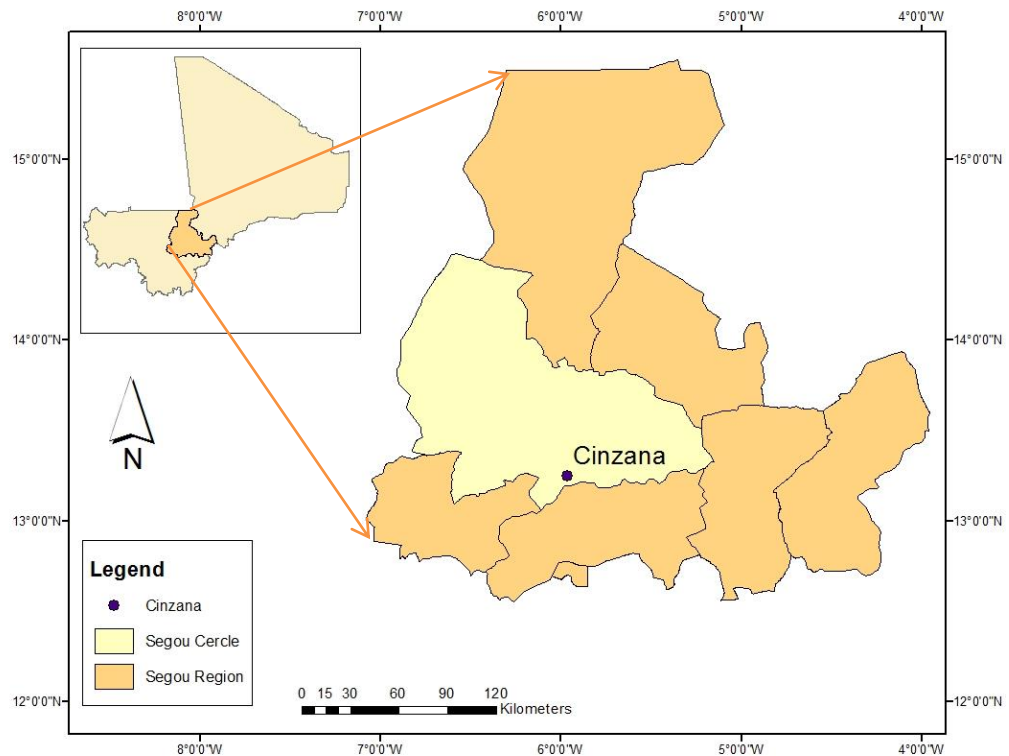 8°0'0"W 7°0'0"W 6°0'0"W 5°0'0"W 4°0'0"W
15°0'0"N 15°0'0"N
14°0'0"N 14°0'0"N
N
Cinzana
13°0'0"N 13°0'0"N
Legend
Cinzana
Segou Cercle
Segou Region
0 15 30 60 90 120
Kilometers
12°0'0"N 12°0'0"N
8°0'0"W 7°0'0"W 6°0'0"W 5°0'0"W 4°0'0"W